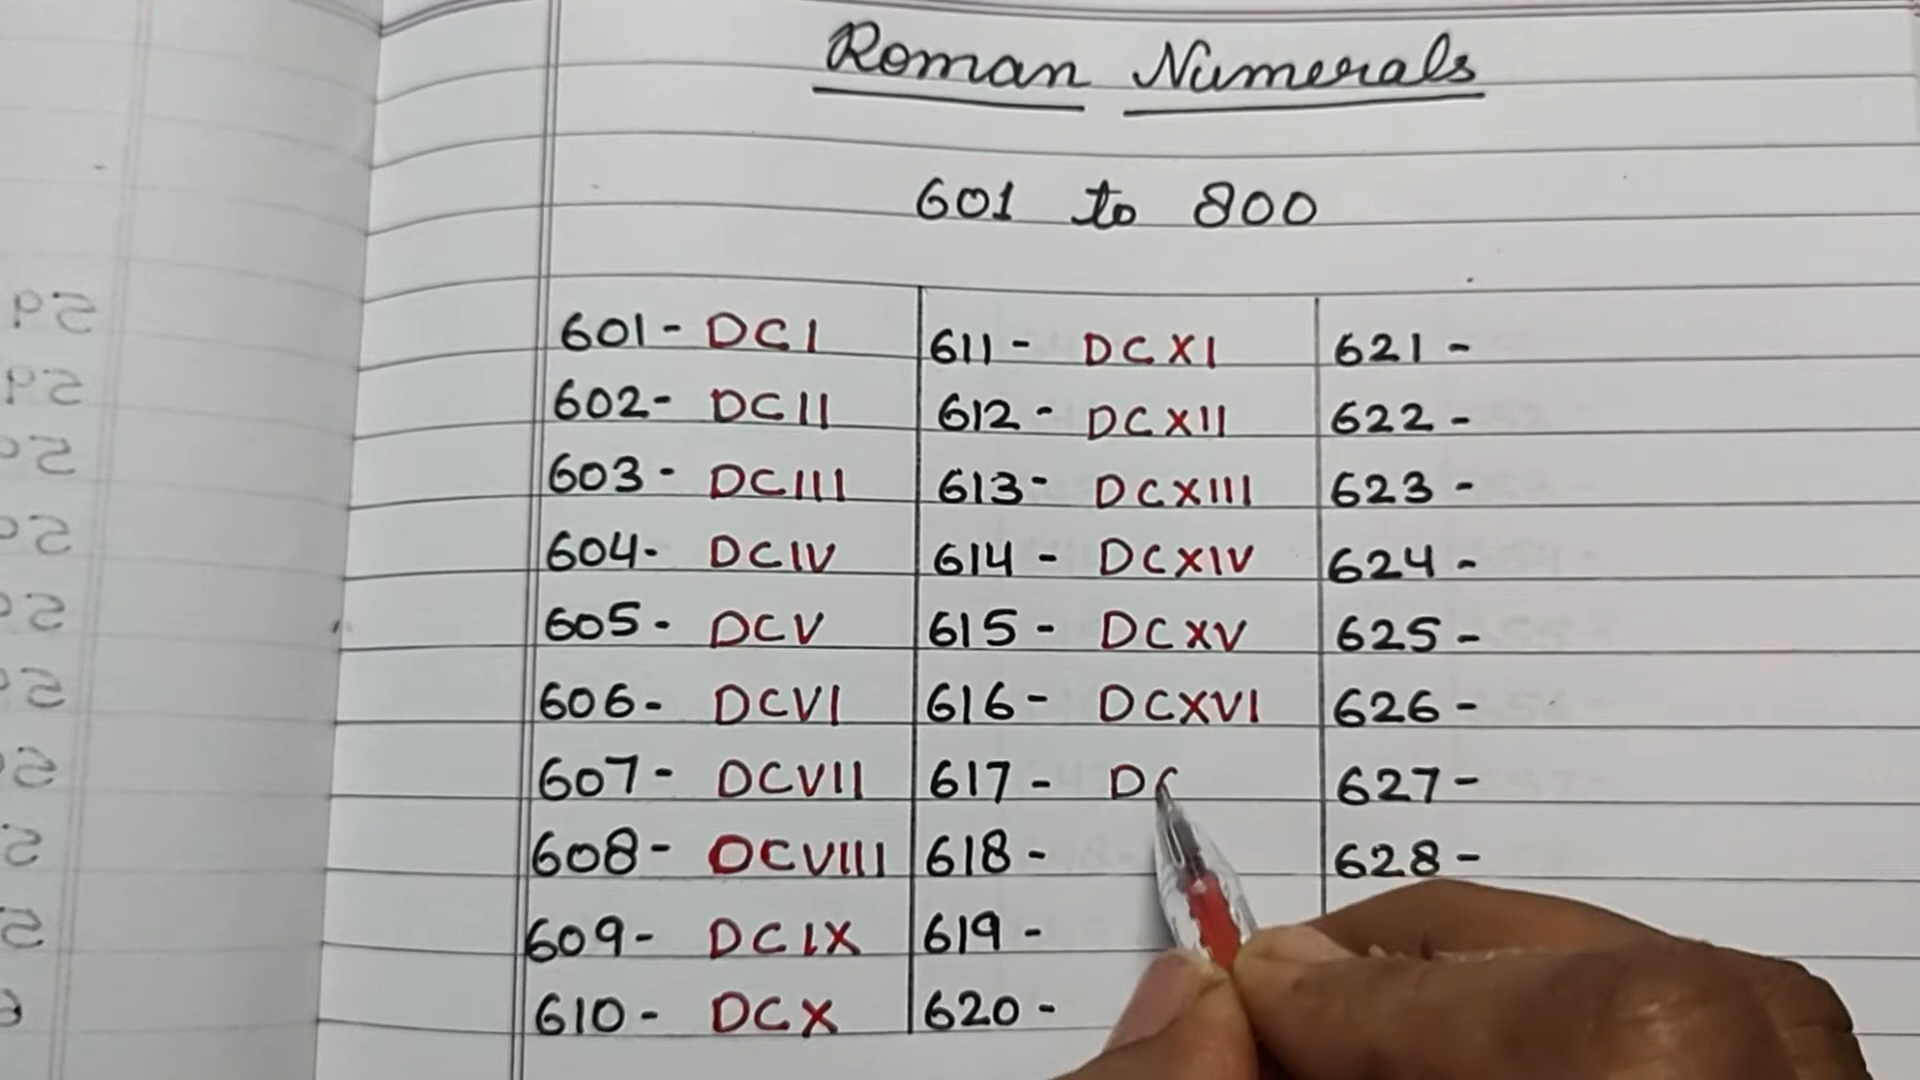 Roman Numerals
601 to 800
601 - DCI 611 - DCXI 621 -
602 - DCII 612 - DCXII 622 -
603 - DCIII 613 - DCXIII 623 -
604 - DCIV 614 - DCXIV 624 -
605 - DCV 615 - DCXV 625 -
606 - DCVI 616 - DCXVI 626 -
607 - DCVII 617 - DC 627 -
608 - DCVIII 618 - 628 -
609 - DCIX 619 -
610 - DCX 620 -